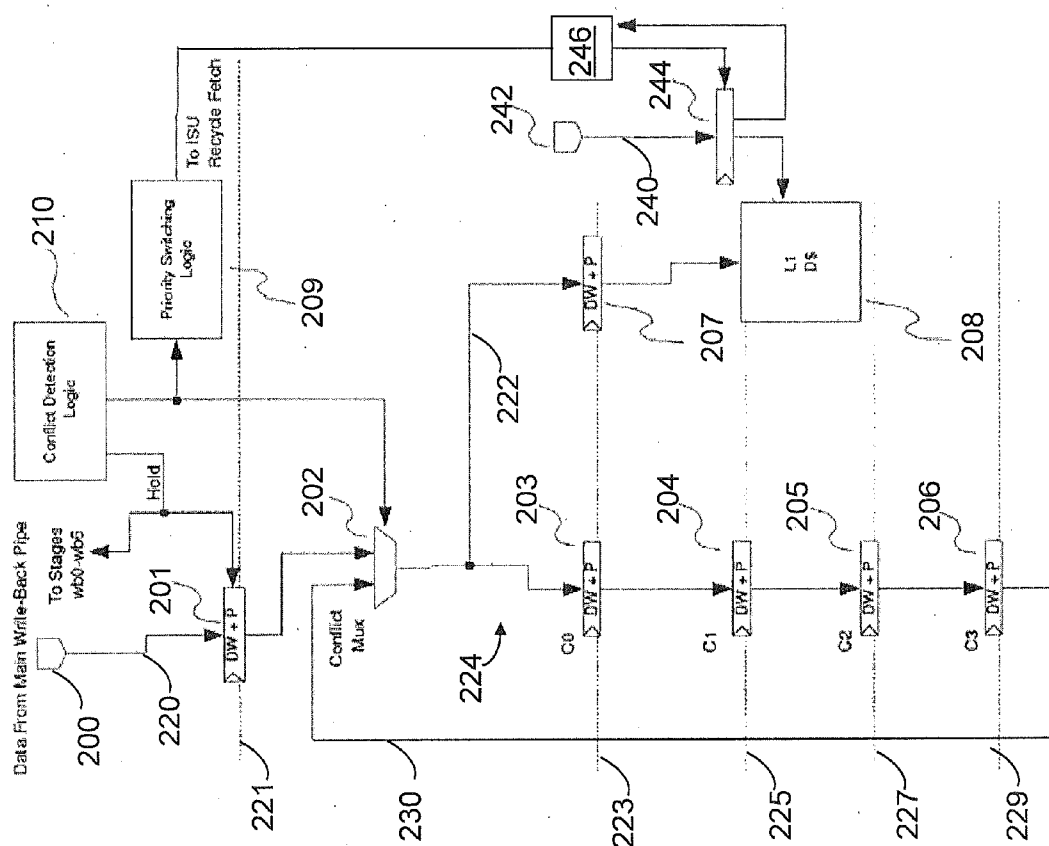 Data From Main Write-Back Pipe
200
220
To Stages
wb0-wb6
201
DW + P
221
Hold
Conflict Detection
Logic
210
Priority Switching
Logic
209
To ISU
Recycle Fetch
246
242
240
244
202
Conflict
Mux
230
224
222
203
C0
DW + P
223
DW + P
207
204
C1
DW + P
225
L1
D$
208
205
C2
DW + P
227
206
C3
DW + P
229